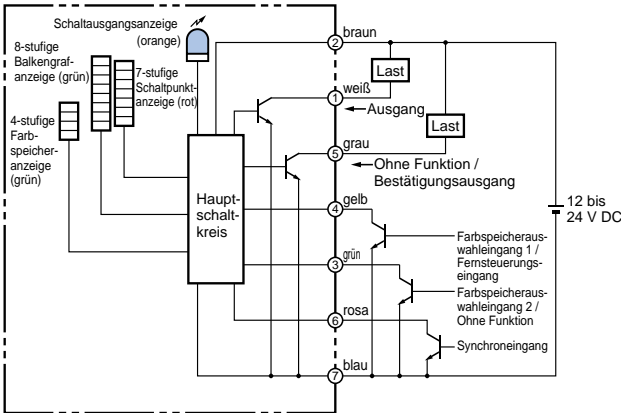 Schaltausgangsanzeige
(orange)
8-stufige
Balkengraf-
anzeige (grün)
7-stufige
Schaltpunkt-
anzeige (rot)
4-stufige
Farb-
speicher-
anzeige
(grün)
Haupt-
schalt-
kreis
2 braun
Last
1 weiß
Ausgang
Last
5 grau
Ohne Funktion /
Bestätigungsausgang
4 gelb
12 bis
24 V DC
Farbspeicheraus-
wahleingang 1 /
Fernsteuerungs-
eingang
3 grün
Farbspeicheraus-
wahleingang 2 /
Ohne Funktion
6 rosa
Synchroneingang
7 blau